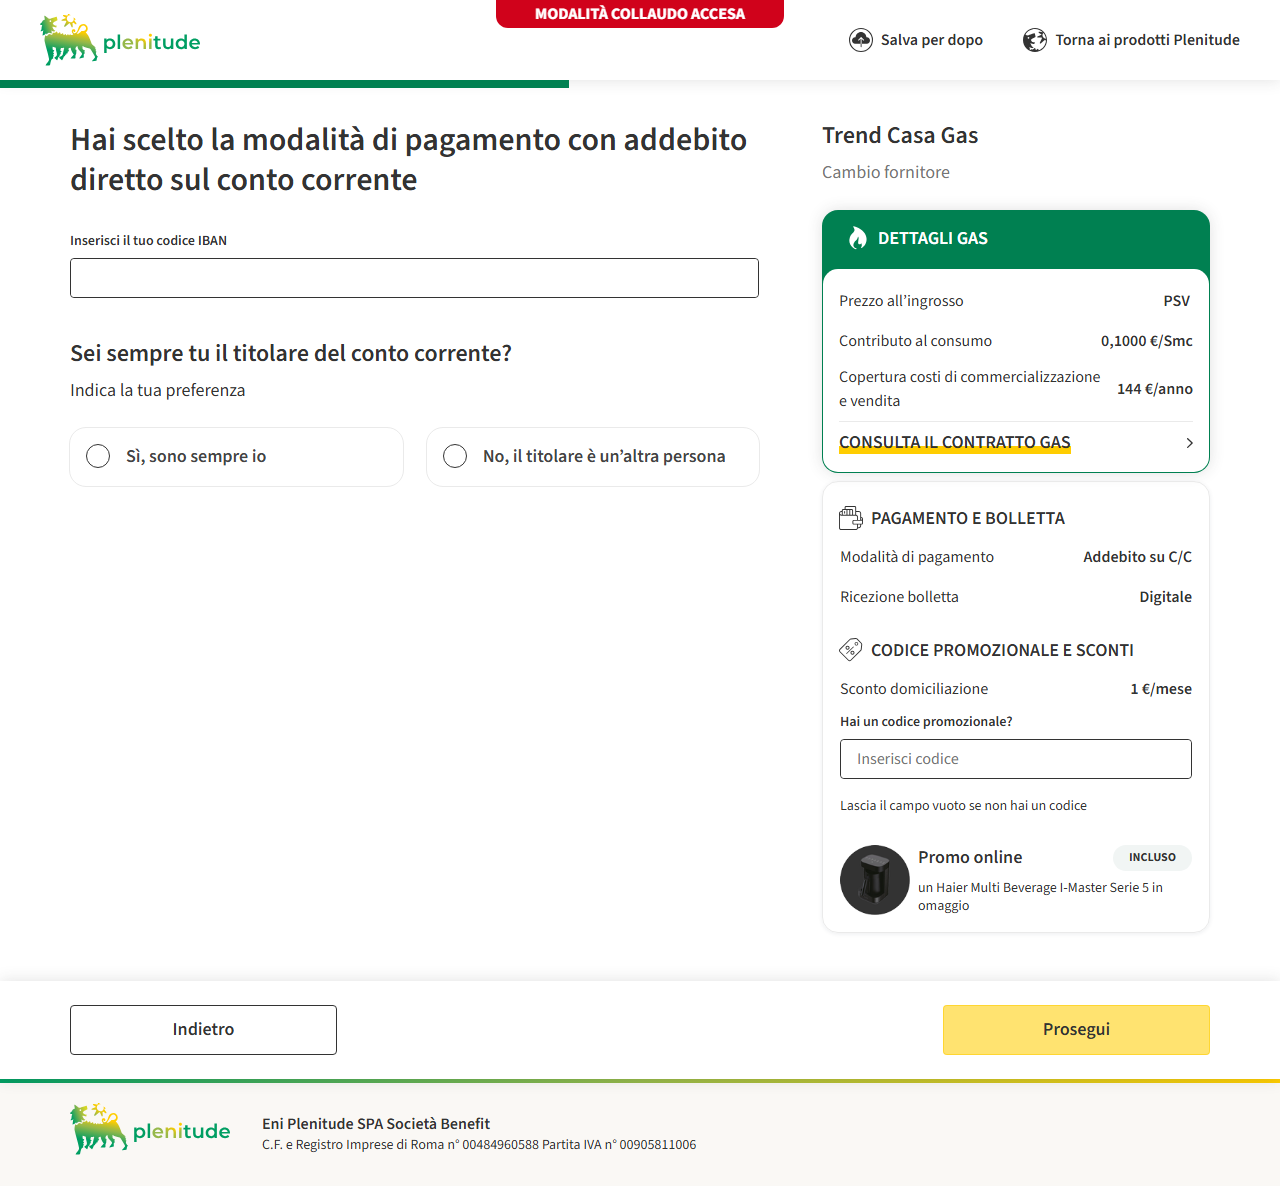 MODALITÀ COLLAUDO ACCESA
plenitude
Salva per dopo
Torna ai prodotti Plenitude
Hai scelto la modalità di pagamento con addebito
diretto sul conto corrente
Inserisci il tuo codice IBAN
Sei sempre tu il titolare del conto corrente?
Indica la tua preferenza
Sì, sono sempre io
No, il titolare è un’altra persona
Trend Casa Gas
Cambio fornitore
DETTAGLI GAS
Prezzo all’ingrosso PSV
Contributo al consumo 0,1000 €/Smc
Copertura costi di commercializzazione
e vendita 144 €/anno
CONSULTA IL CONTRATTO GAS
PAGAMENTO E BOLLETTA
Modalità di pagamento Addebito su C/C
Ricezione bolletta Digitale
CODICE PROMOZIONALE E SCONTI
Sconto domiciliazione 1 €/mese
Hai un codice promozionale?
Inserisci codice
Lascia il campo vuoto se non hai un codice
Promo online INCLUSO
un Haier Multi Beverage I-Master Serie 5 in
omaggio
Indietro
Prosegui
plenitude
Eni Plenitude SPA Società Benefit
C.F. e Registro Imprese di Roma n° 00484960588 Partita IVA n° 00905811006